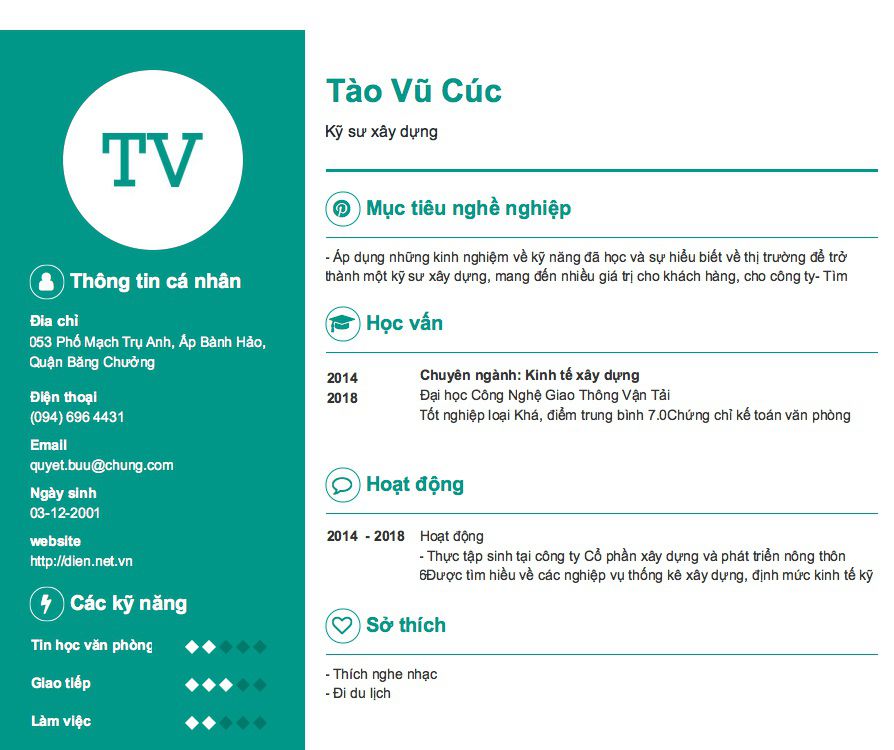 TV
Thông tin cá nhân
Đia chỉ
053 Phố Mạch Trụ Anh, Ấp Bành Hảo,
Quận Băng Chưởng
Điện thoại
(094) 696 4431
Email
quyet.buu@chung.com
Ngày sinh
03-12-2001
website
http://dien.net.vn
Các kỹ năng
Tin học văn phòng
Giao tiếp
Làm việc
Tào Vũ Cúc
Kỹ sư xây dựng
Mục tiêu nghề nghiệp
- Áp dụng những kinh nghiệm về kỹ năng đã học và sự hiểu biết về thị trường để trở
thành một kỹ sư xây dựng, mang đến nhiều giá trị cho khách hàng, cho công ty- Tìm
Học vấn
2014 Chuyên ngành: Kinh tế xây dựng
2018 Đại học Công Nghệ Giao Thông Vận Tải
Tốt nghiệp loại Khá, điểm trung bình 7.0Chứng chỉ kế toán văn phòng
Hoạt động
2014 - 2018 Hoạt động
- Thực tập sinh tại công ty Cổ phần xây dựng và phát triển nông thôn
6Được tìm hiều về các nghiệp vụ thống kê xây dựng, định mức kinh tế kỹ
Sở thích
- Thích nghe nhạc
- Đi du lịch